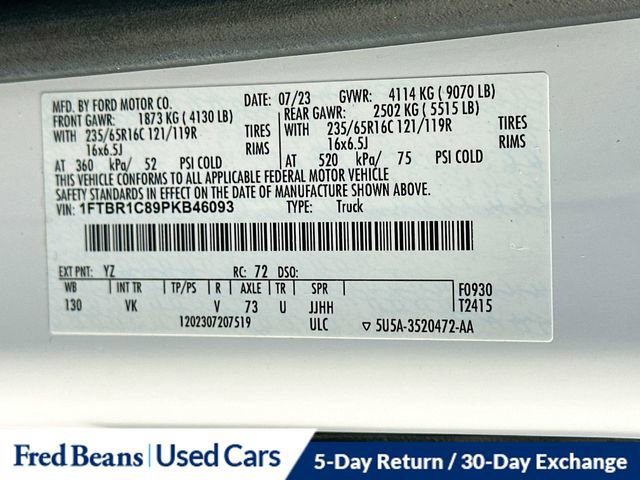 MFD. BY FORD MOTOR CO. DATE: 07/23 GVWR: 4114 KG ( 9070 LB)
FRONT GAWR: 1873 KG ( 4130 LB) REAR GAWR: 2502 KG ( 5515 LB)
WITH 235/65R16C 121/119R TIRES WITH 235/65R16C 121/119R TIRES
16x6.5J RIMS 16x6.5J RIMS
AT 360 kPa/ 52 PSI COLD AT 520 kPa/ 75 PSI COLD
THIS VEHICLE CONFORMS TO ALL APPLICABLE FEDERAL MOTOR VEHICLE
SAFETY STANDARDS IN EFFECT ON THE DATE OF MANUFACTURE SHOWN ABOVE.
VIN: 1FTBR1C89PKB46093 TYPE: Truck
EXT PNT: YZ RC: 72 DSO:
WB INT TR TP/PS R AXLE TR SPR F0930
130 VK V 73 U JJHH T2415
1202307207519 ULC ▽ 5U5A-3520472-AA
Fred Beans | Used Cars 5-Day Return / 30-Day Exchange